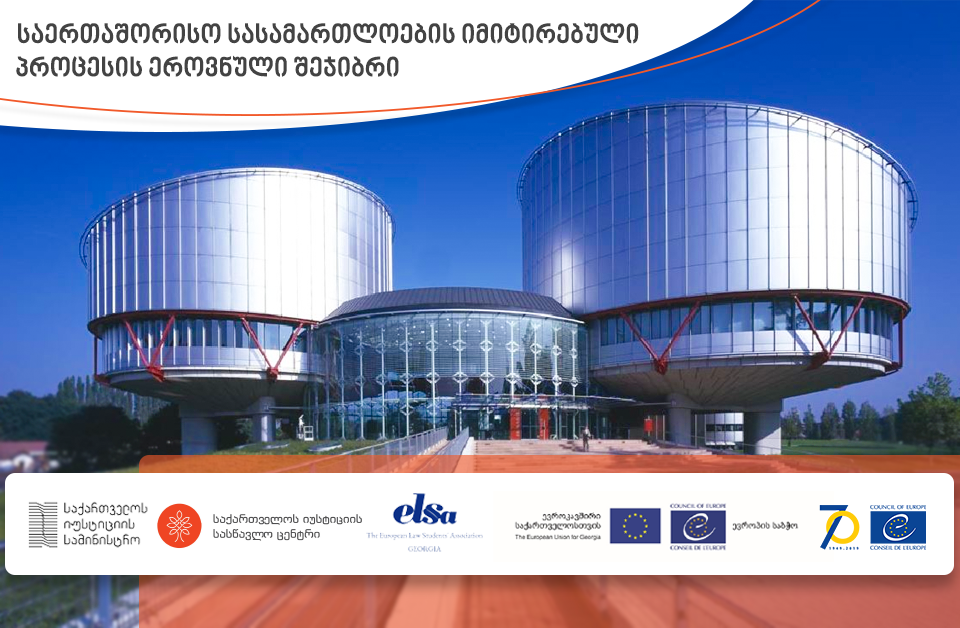 საერთაშორისო სასამართლოების იმიტირებული
პროცესის ეროვნული შეჯიბრი
საქართველოს
იუსტიციის
სამინისტრო
საქართველოს იუსტიციის
სასწავლო ცენტრი
elsa
The European Law Students' Association
GEORGIA
ევროკავშირი
საქართველოსთვის
The European Union for Georgia
COUNCIL OF EUROPE
CONSEIL DE L'EUROPE
ევროპის საბჭო
70
1949-2019
COUNCIL OF EUROPE
CONSEIL DE L'EUROPE